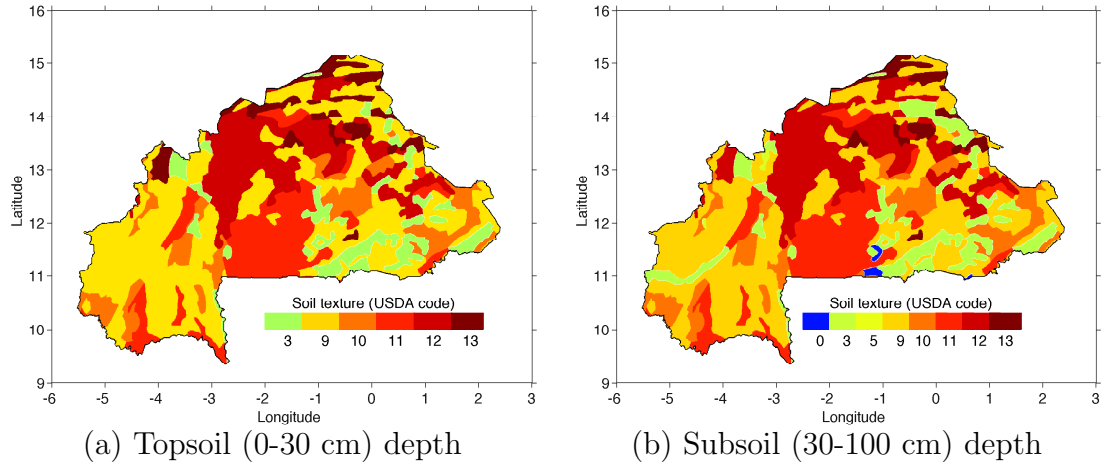 16
15
14
13
12
11
10
9
Latitude
-6 -5 -4 -3 -2 -1 0 1 2 3
Longitude
Soil texture (USDA code)
3 9 10 11 12 13
(a) Topsoil (0-30 cm) depth
16
15
14
13
12
11
10
9
Latitude
-6 -5 -4 -3 -2 -1 0 1 2 3
Longitude
Soil texture (USDA code)
0 3 5 9 10 11 12 13
(b) Subsoil (30-100 cm) depth